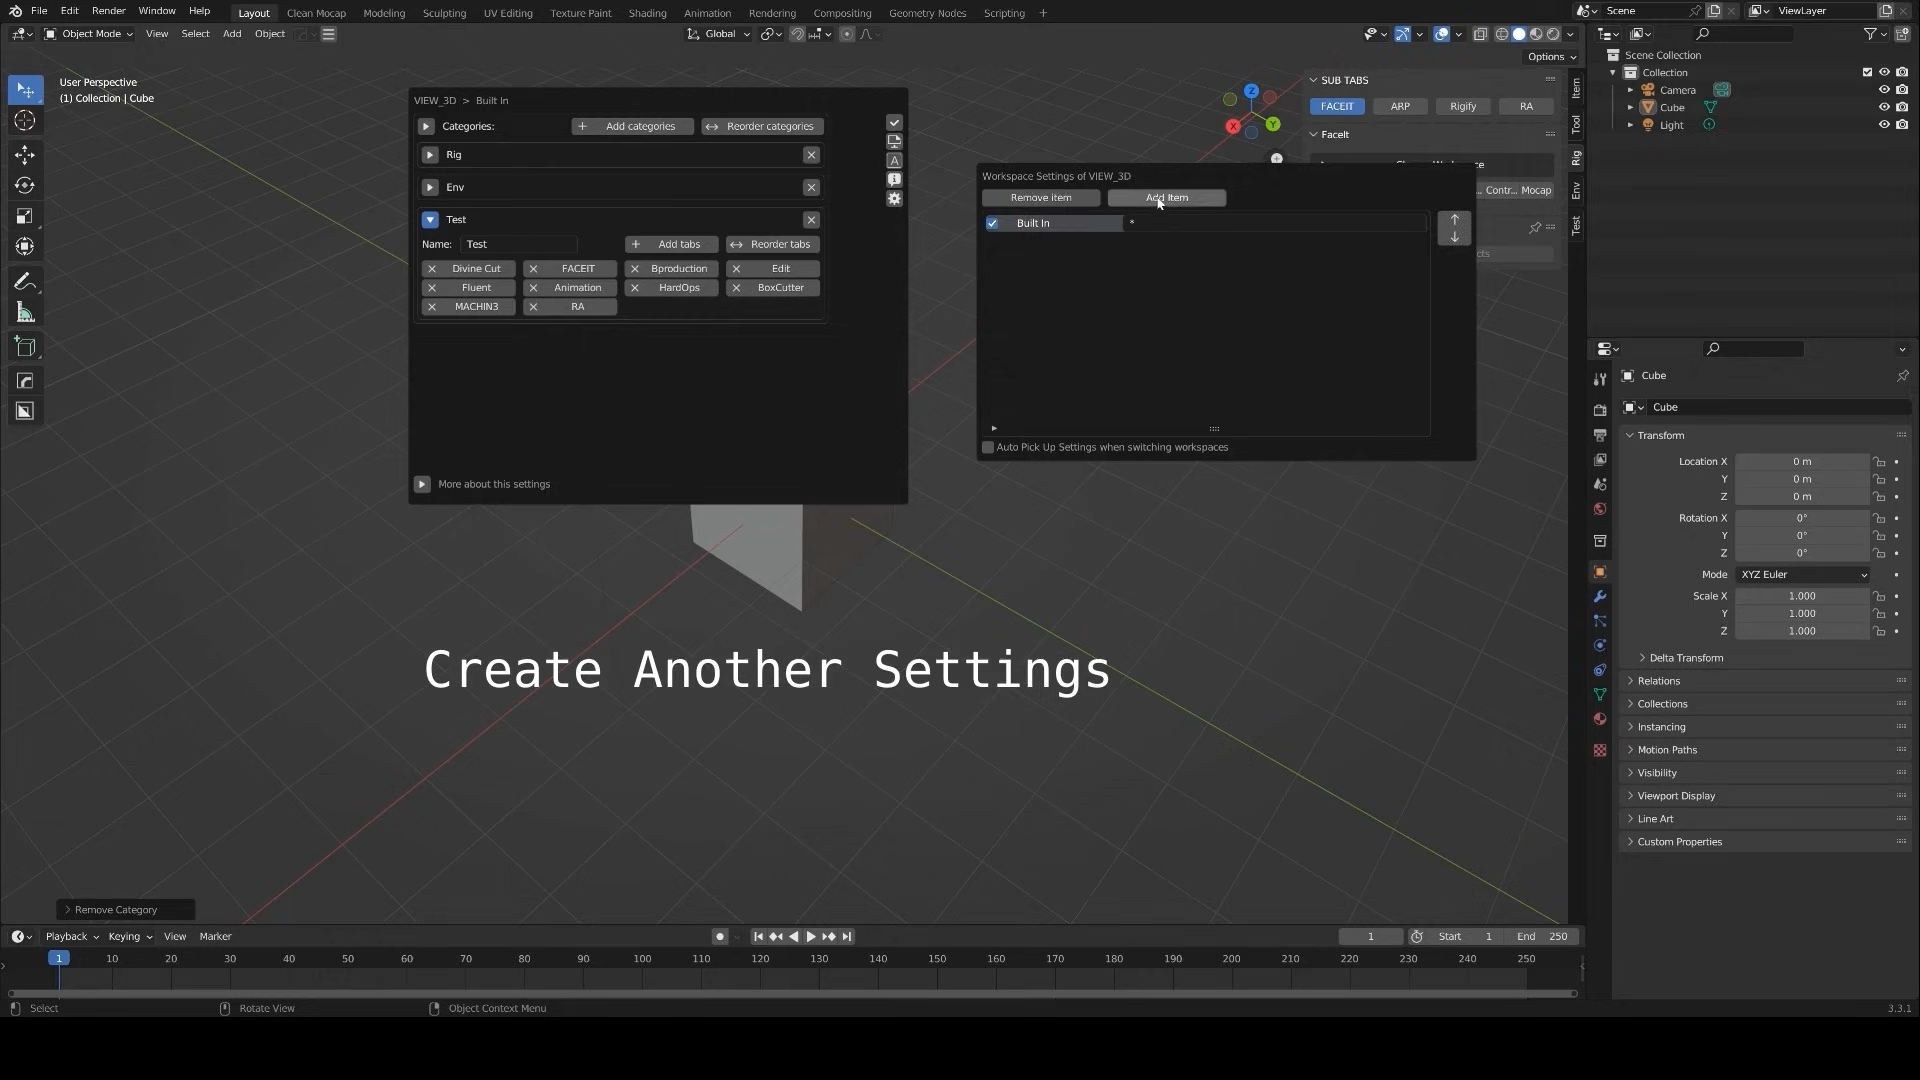 File Edit Render Window Help Layout Clean Mocap Modeling Sculpting UV Editing Texture Paint Shading Animation Rendering Compositing Geometry Nodes Scripting + Scene ViewLayer
Object Mode View Select Add Object Global
Options
User Perspective
(1) Collection | Cube
VIEW_3D > Built In
Categories: + Add categories Reorder categories
Rig
Env
Test
Name: Test + Add tabs Reorder tabs
Divine Cut FACEIT Bproduction Edit
Fluent Animation HardOps BoxCutter
MACHIN3 RA
More about this settings
SUB TABS
FACEIT ARP Rigify RA
FaceIt
Contr... Mocap
Z
X
Y
Workspace Settings of VIEW_3D
Remove item Add Item
Built In *
Auto Pick Up Settings when switching workspaces
Item
Tool
Rig
Env
Test
Scene Collection
Collection
Camera
Cube
Light
Cube
Cube
Transform
Location X 0 m
Y 0 m
Z 0 m
Rotation X 0°
Y 0°
Z 0°
Mode XYZ Euler
Scale X 1.000
Y 1.000
Z 1.000
Delta Transform
Relations
Collections
Instancing
Motion Paths
Visibility
Viewport Display
Line Art
Custom Properties
Create Another Settings
Remove Category
Playback Keying View Marker 1 Start 1 End 250
1 10 20 30 40 50 60 70 80 90 100 110 120 130 140 150 160 170 180 190 200 210 220 230 240 250
Select Rotate View Object Context Menu 3.3.1